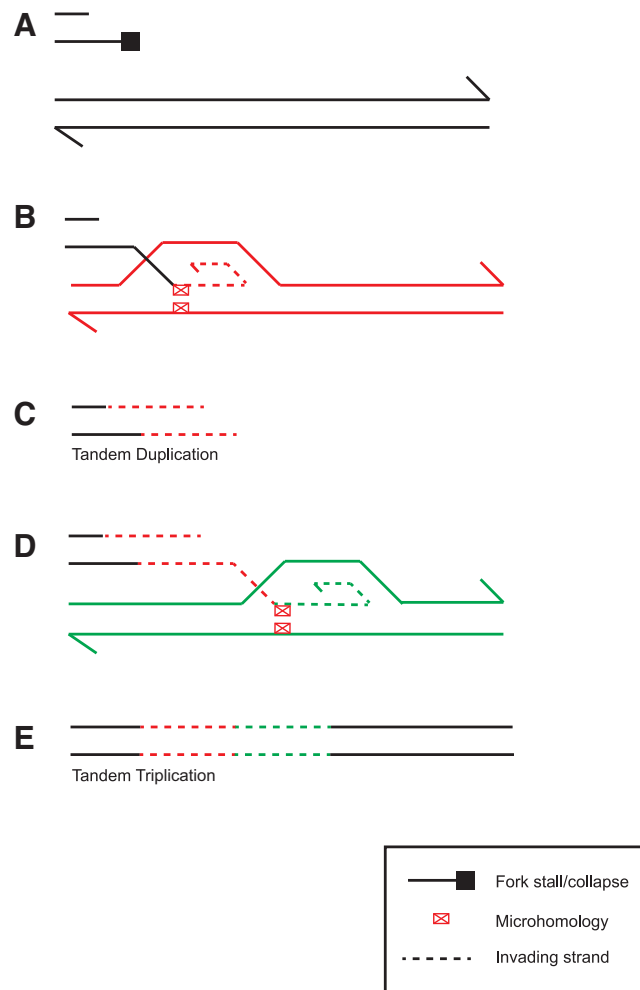 A
B
C
Tandem Duplication
D
E
Tandem Triplication
Fork stall/collapse
Microhomology
Invading strand